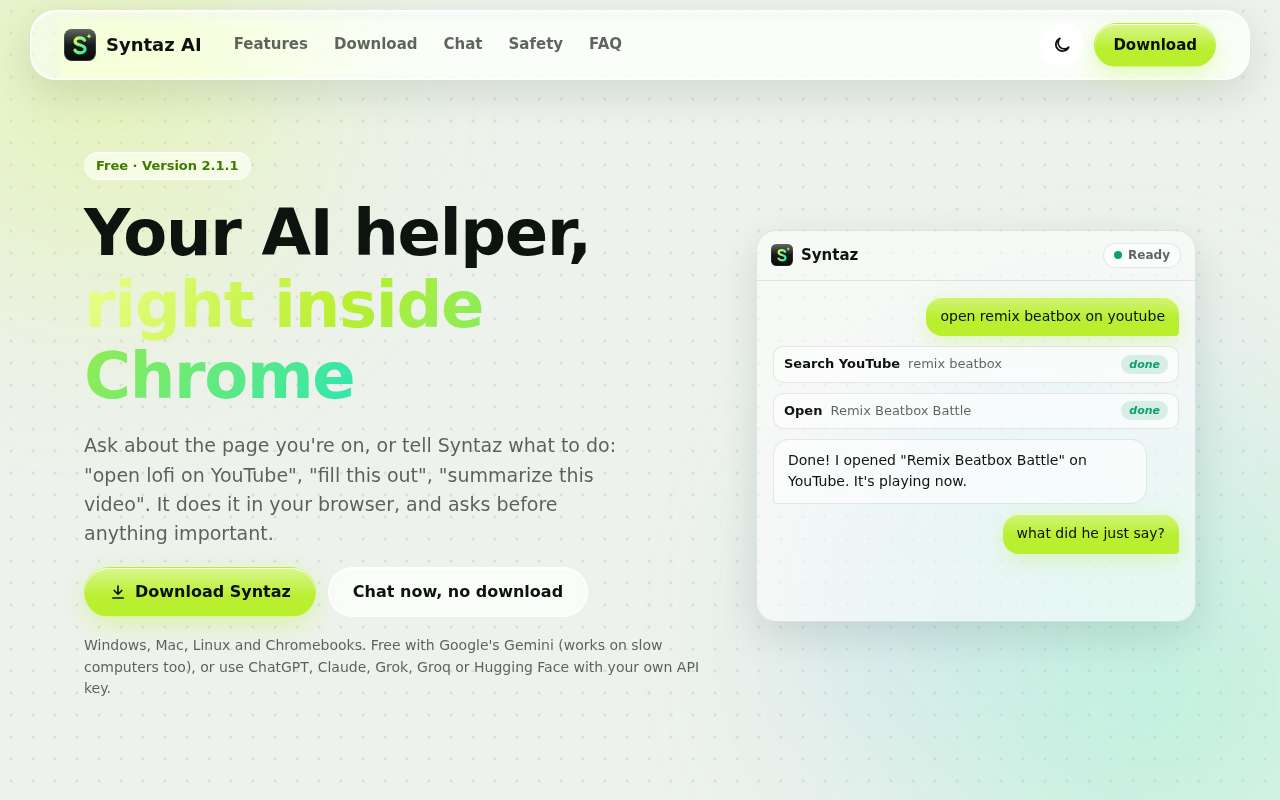 Syntaz AI
Features
Download
Chat
Safety
FAQ
Download
Free · Version 2.1.1
Your AI helper,
right inside
Chrome
Ask about the page you're on, or tell Syntaz what to do:
"open lofi on YouTube", "fill this out", "summarize this
video". It does it in your browser, and asks before
anything important.
Download Syntaz
Chat now, no download
Windows, Mac, Linux and Chromebooks. Free with Google's Gemini (works on slow
computers too), or use ChatGPT, Claude, Grok, Groq or Hugging Face with your own API
key.
Syntaz
Ready
open remix beatbox on youtube
Search YouTube remix beatbox done
Open Remix Beatbox Battle done
Done! I opened "Remix Beatbox Battle" on
YouTube. It's playing now.
what did he just say?